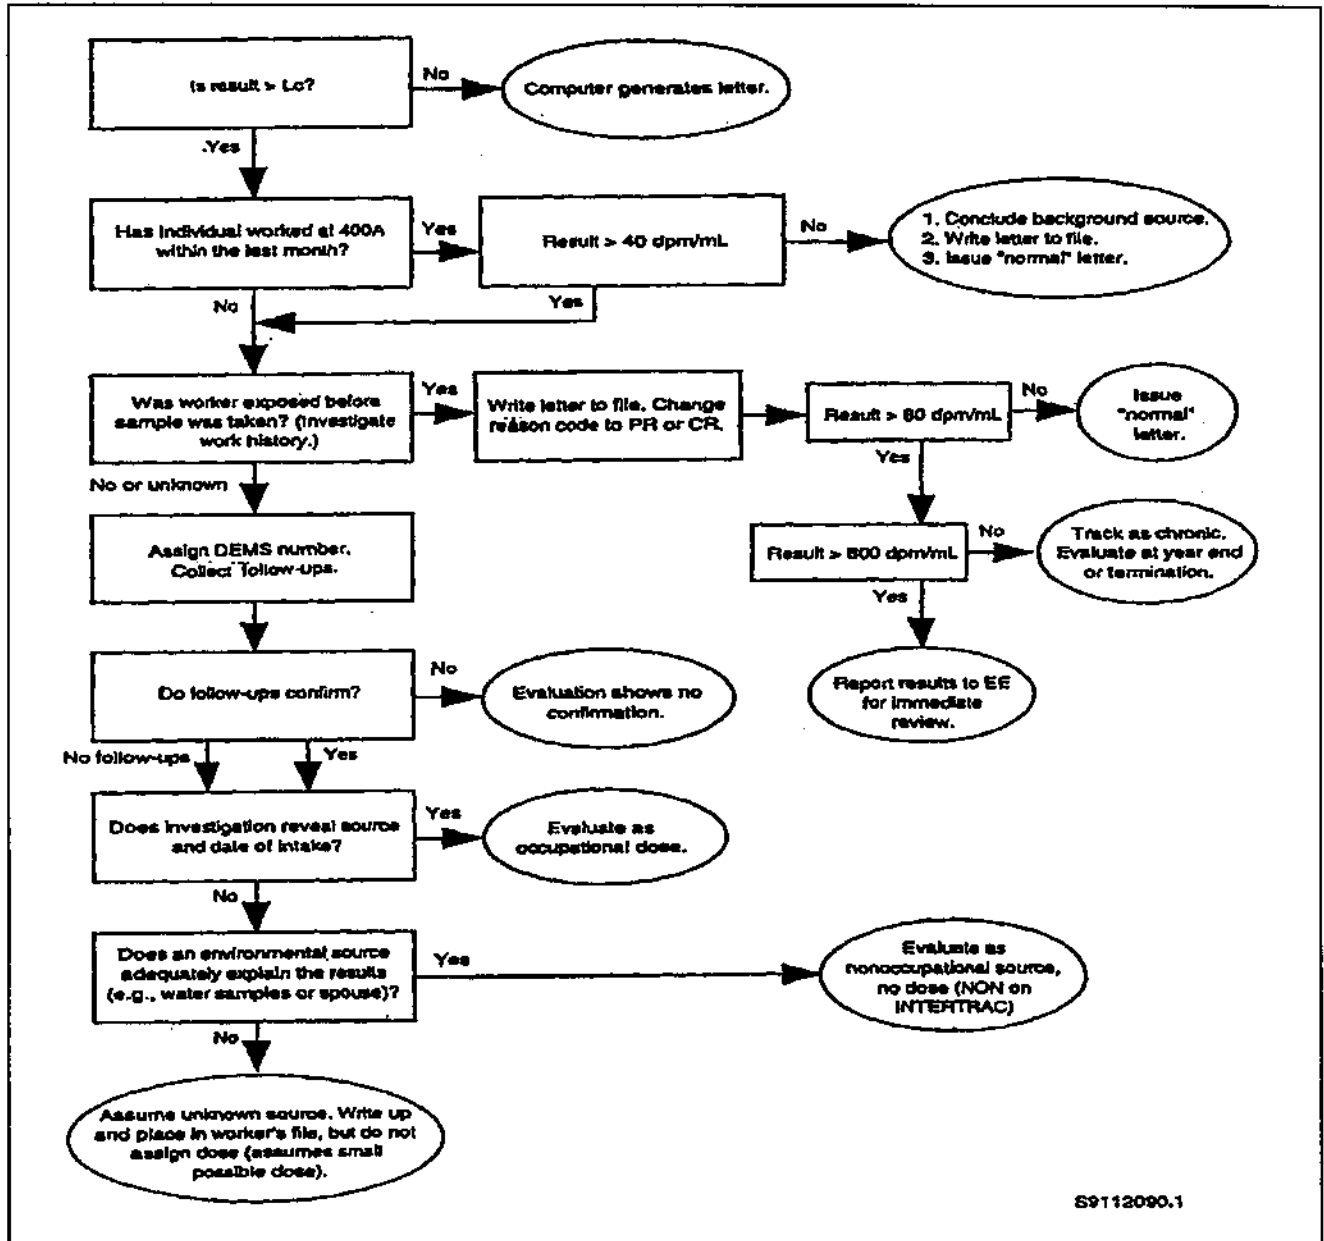 Is result > Lc?
No
Computer generates letter.
Yes
Has individual worked at 400A
within the last month?
Yes
Result > 40 dpm/mL
No
1. Conclude background source.
2. Write letter to file.
3. Issue "normal" letter.
No
Yes
Was worker exposed before
sample was taken? (Investigate
work history.)
Yes
Write letter to file. Change
reason code to PR or CR.
Result > 80 dpm/mL
No
Issue
"normal"
letter.
Yes
No or unknown
Assign DEMS number.
Collect follow-ups.
Result > 800 dpm/mL
No
Track as chronic.
Evaluate at year end
or termination.
Yes
Do follow-ups confirm?
No
Evaluation shows no
confirmation.
Report results to EE
for immediate
review.
No follow-ups
Yes
Does investigation reveal source
and date of intake?
Yes
Evaluate as
occupational dose.
No
Does an environmental source
adequately explain the results
(e.g., water samples or spouse)?
Yes
Evaluate as
nonoccupational source,
no dose (NON on
INTERTRAC)
No
Assume unknown source. Write up
and place in worker's file, but do not
assign dose (assumes small
possible dose).
S9112090.1